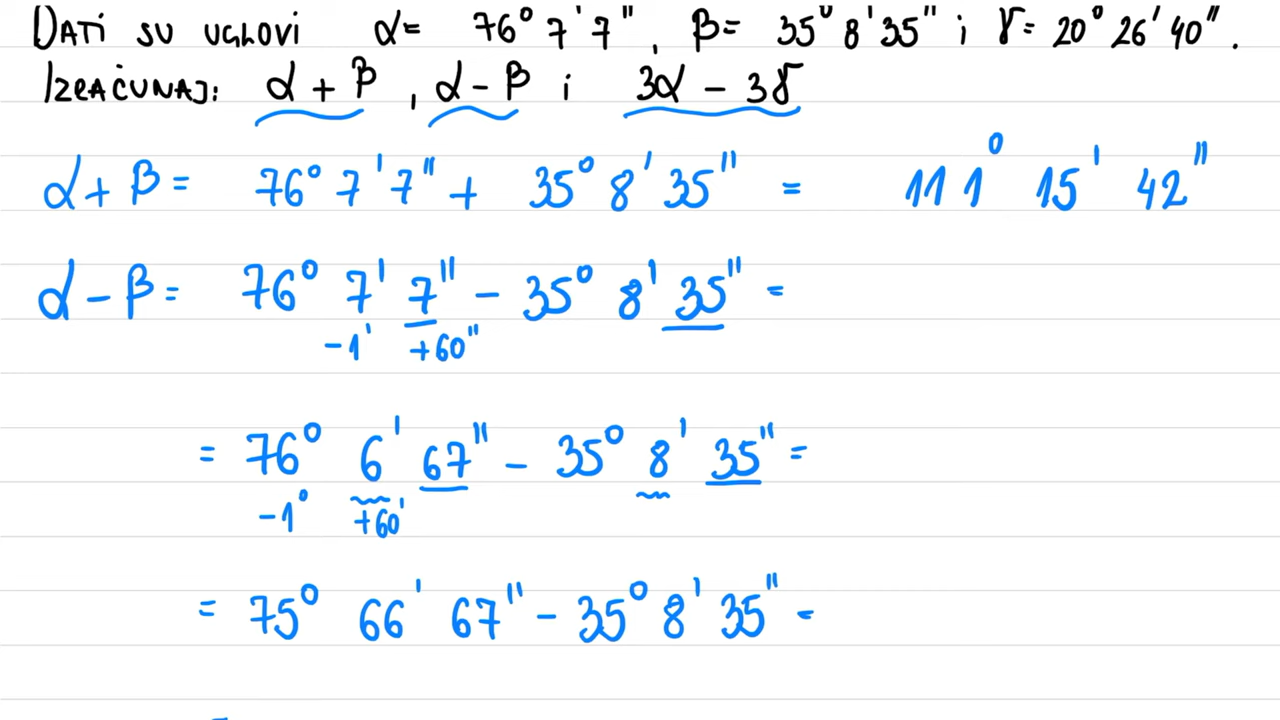 DATI SU UGLOVI α= 76° 7' 7", β= 35° 8' 35" i γ= 20° 26' 40".
IZRAČUNAJ: α + β, α - β i 3α - 3γ
α + β = 76° 7' 7" + 35° 8' 35" = 111° 15' 42"
α - β = 76° 7' 7" - 35° 8' 35" =
-1' +60"
= 76° 6' 67" - 35° 8' 35" =
-1° +60'
= 75° 66' 67" - 35° 8' 35" =